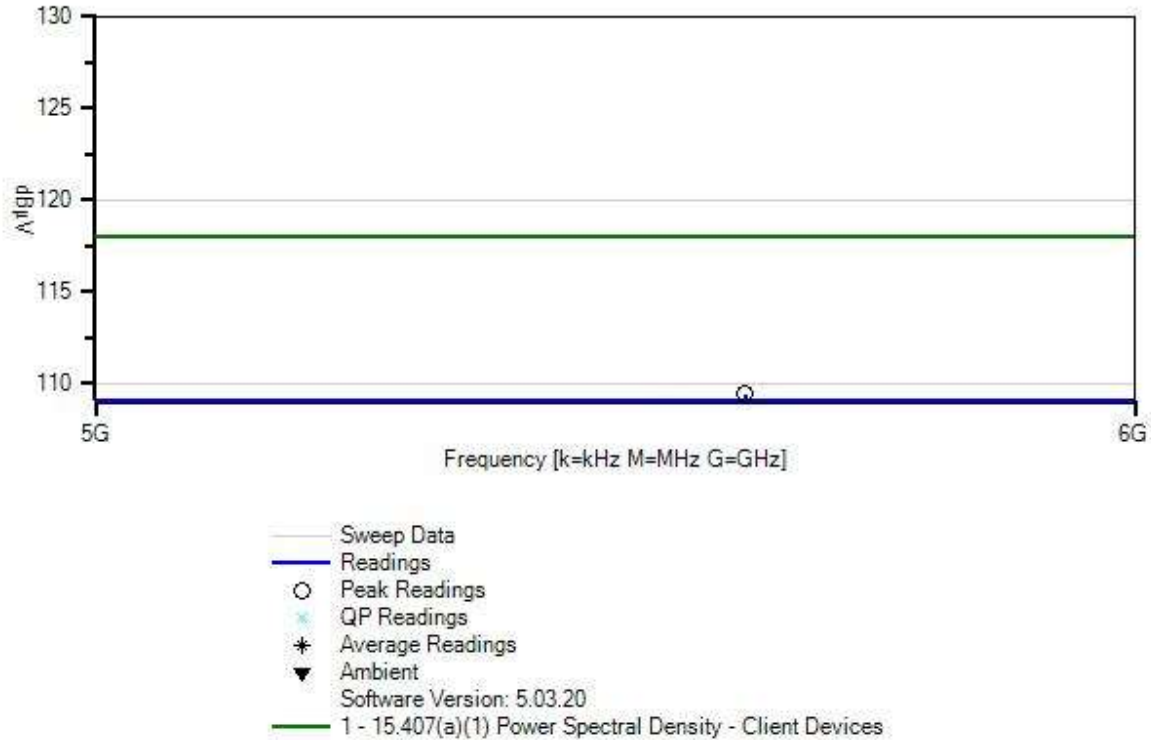 130
125
120
115
110
dBµV
5G
6G
Frequency [k=kHz M=MHz G=GHz]
Sweep Data
Readings
Peak Readings
QP Readings
Average Readings
Ambient
Software Version: 5.03.20
1 - 15.407(a)(1) Power Spectral Density - Client Devices